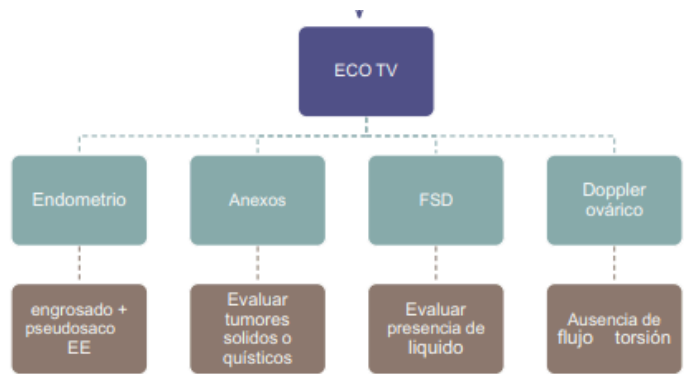 ECO TV
Endometrio
Anexos
FSD
Doppler
ovárico
engrosado +
pseudosaco
EE
Evaluar
tumores
solidos o
quísticos
Evaluar
presencia de
liquido
Ausencia de
flujo torsión